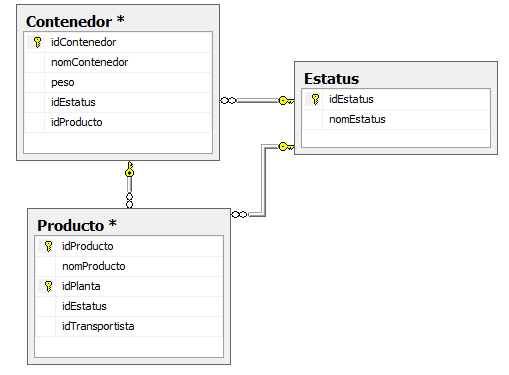 Contenedor *
idContenedor
nomContenedor
peso
idEstatus
idProducto
Estatus
idEstatus
nomEstatus
Producto *
idProducto
nomProducto
idPlanta
idEstatus
idTransportista